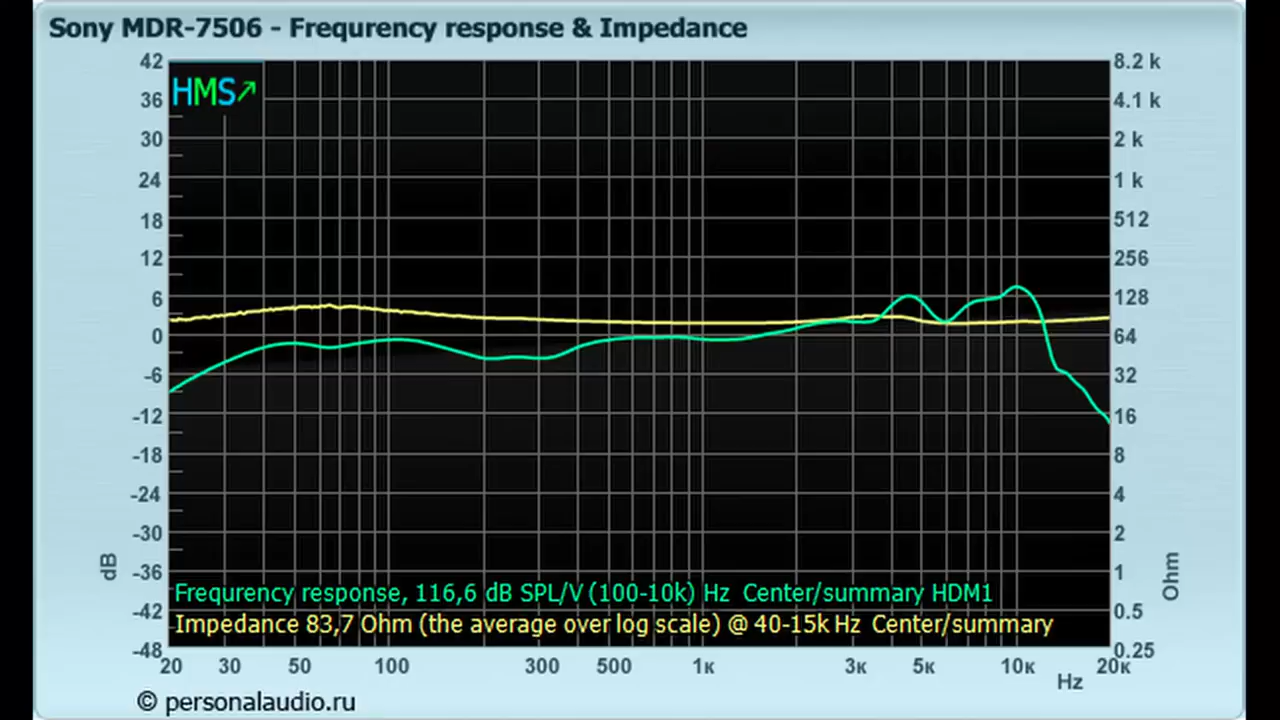 Sony MDR-7506 - Frequrency response & Impedance
42 8.2 k
HMS
36 4.1 k
30 2 k
24 1 k
18 512
12 256
6 128
0 64
-6 32
-12 16
-18 8
-24 4
-30 2
-36 1
dB Ohm
Frequrency response, 116,6 dB SPL/V (100-10k) Hz Center/summary HDM1
-42 0.5
Impedance 83,7 Ohm (the average over log scale) @ 40-15k Hz Center/summary
-48 0.25
20 30 50 100 300 500 1к 3к 5к 10к 20к
Hz
© personalaudio.ru